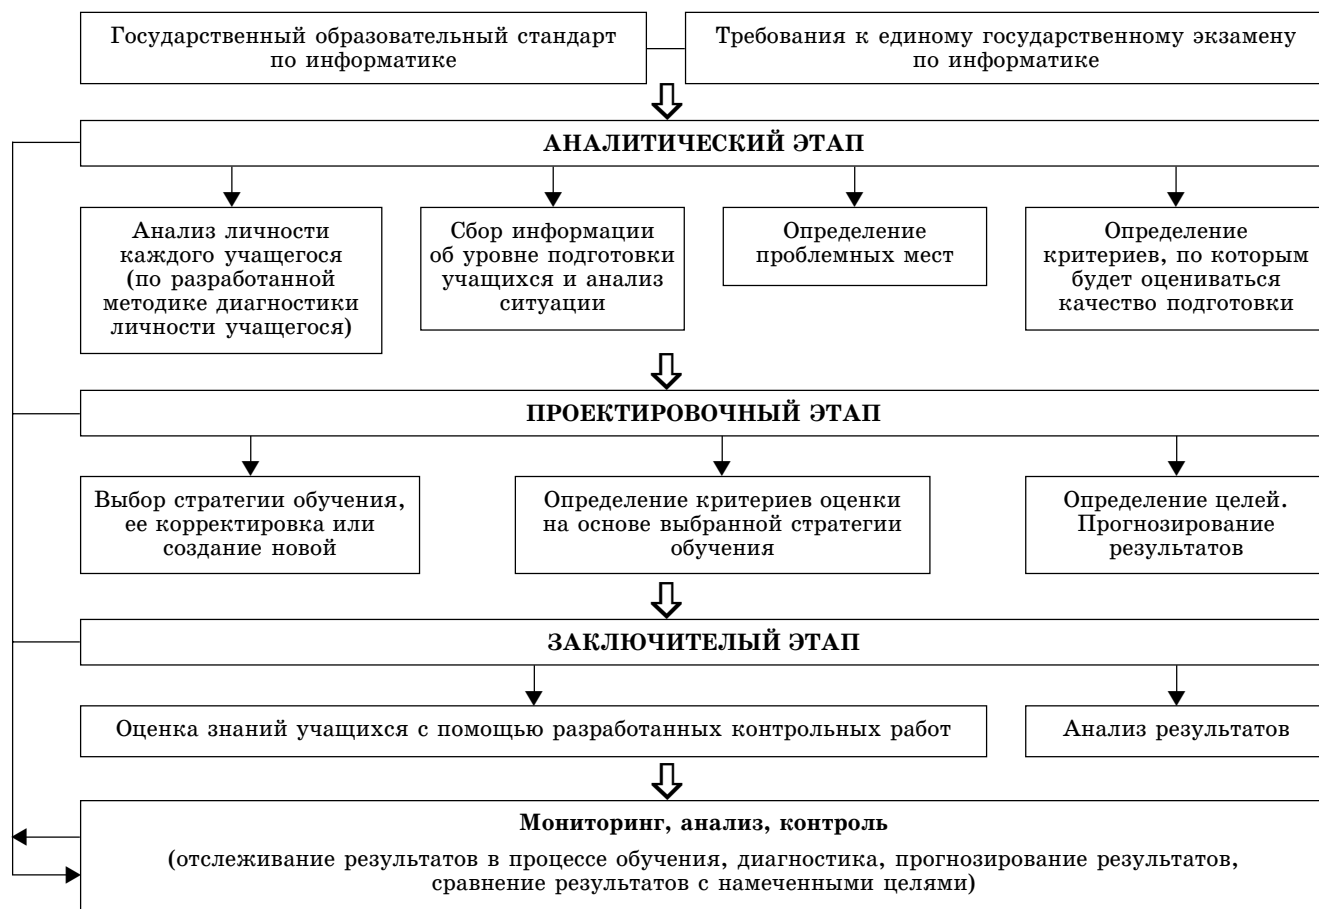 Государственный образовательный стандарт
по информатике
Требования к единому государственному экзамену
по информатике
АНАЛИТИЧЕСКИЙ ЭТАП
Анализ личности
каждого учащегося
(по разработанной
методике диагностики
личности учащегося)
Сбор информации
об уровне подготовки
учащихся и анализ
ситуации
Определение
проблемных мест
Определение
критериев, по которым
будет оцениваться
качество подготовки
ПРОЕКТИРОВОЧНЫЙ ЭТАП
Выбор стратегии обучения,
ее корректировка или
создание новой
Определение критериев оценки
на основе выбранной стратегии
обучения
Определение целей.
Прогнозирование
результатов
ЗАКЛЮЧИТЕЛЫЙ ЭТАП
Оценка знаний учащихся с помощью разработанных контрольных работ
Анализ результатов
Мониторинг, анализ, контроль
(отслеживание результатов в процессе обучения, диагностика, прогнозирование результатов,
сравнение результатов с намеченными целями)